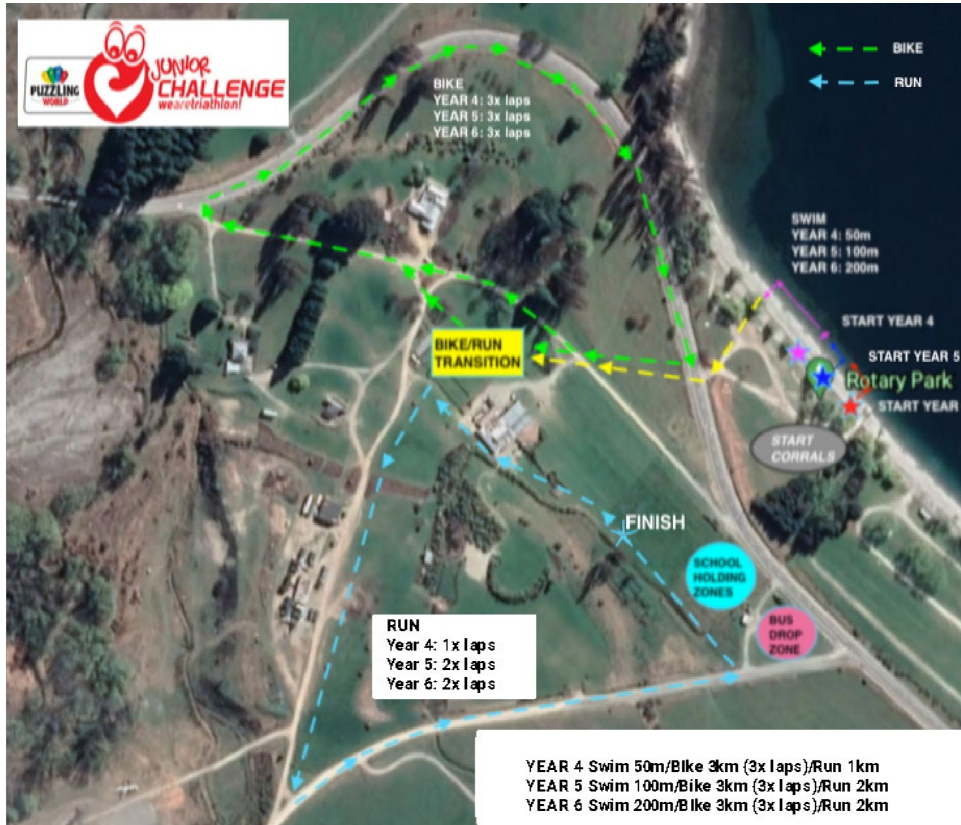 PUZZLING
WORLD
JUNIOR
CHALLENGE
wearetriathlon!
BIKE
RUN
BIKE
YEAR 4: 3x laps
YEAR 5: 3x laps
YEAR 6: 3x laps
SWIM
YEAR 4: 50m
YEAR 5: 100m
YEAR 6: 200m
START YEAR 4
START YEAR 5
Rotary Park
START YEAR
START
CORRALS
BIKE/RUN
TRANSITION
FINISH
SCHOOL
HOLDING
ZONES
BUS
DROP
ZONE
RUN
Year 4: 1x laps
Year 5: 2x laps
Year 6: 2x laps
YEAR 4 Swim 50m/Bike 3km (3x laps)/Run 1km
YEAR 5 Swim 100m/Bike 3km (3x laps)/Run 2km
YEAR 6 Swim 200m/Bike 3km (3x laps)/Run 2km